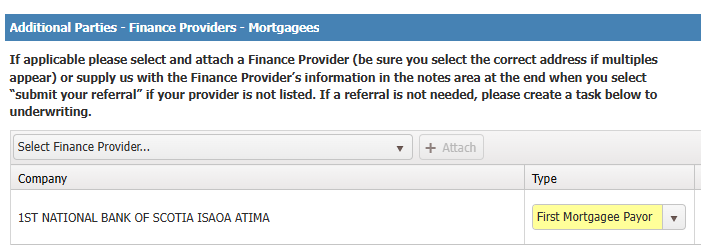 Additional Parties - Finance Providers - Mortgagees
If applicable please select and attach a Finance Provider (be sure you select the correct address if multiples
appear) or supply us with the Finance Provider's information in the notes area at the end when you select
"submit your referral" if your provider is not listed. If a referral is not needed, please create a task below to
underwriting.
Select Finance Provider...
+ Attach
Company Type
1ST NATIONAL BANK OF SCOTIA ISAOA ATIMA First Mortgagee Payor